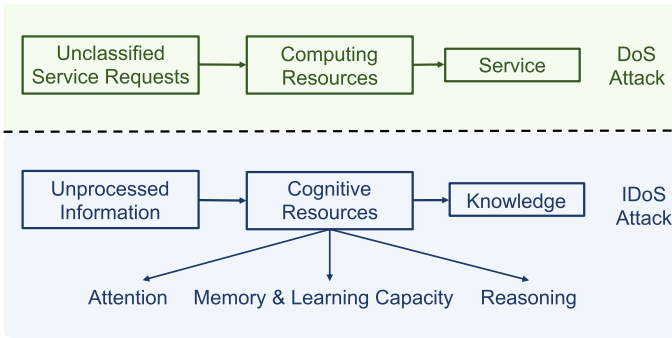 Unclassified
Service Requests
Computing
Resources
Service
DoS
Attack
Unprocessed
Information
Cognitive
Resources
Knowledge
IDoS
Attack
Attention
Memory & Learning Capacity
Reasoning